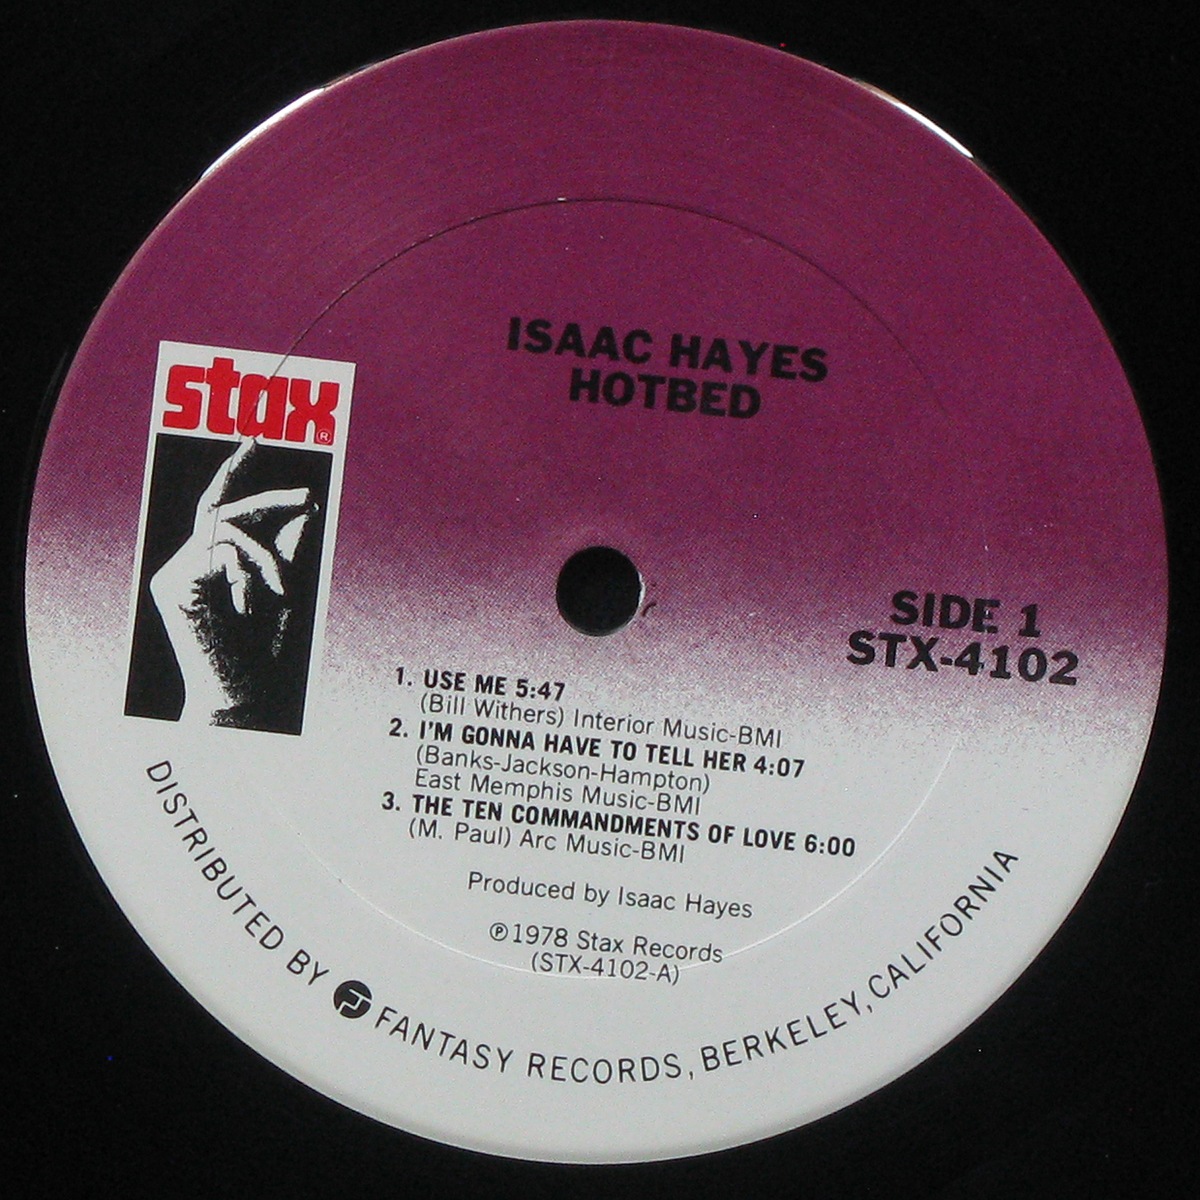 ISAAC HAYES
HOTBED
stax®
SIDE 1
STX-4102
1. USE ME 5:47
(Bill Withers) Interior Music-BMI
2. I'M GONNA HAVE TO TELL HER 4:07
(Banks-Jackson-Hampton)
East Memphis Music-BMI
3. THE TEN COMMANDMENTS OF LOVE 6:00
(M. Paul) Arc Music-BMI
Produced by Isaac Hayes
℗1978 Stax Records
(STX-4102-A)
DISTRIBUTED BY FANTASY RECORDS, BERKELEY, CALIFORNIA